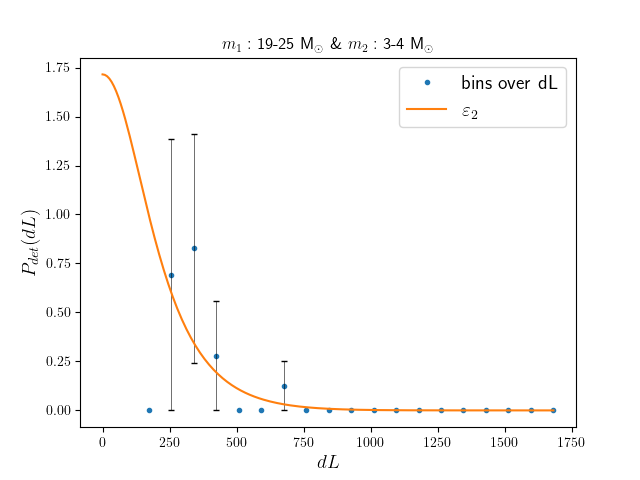 m₁ : 19-25 M⊙ & m₂ : 3-4 M⊙
bins over dL
ε₂
P_det(dL)
1.75
1.50
1.25
1.00
0.75
0.50
0.25
0.00
0 250 500 750 1000 1250 1500 1750
dL